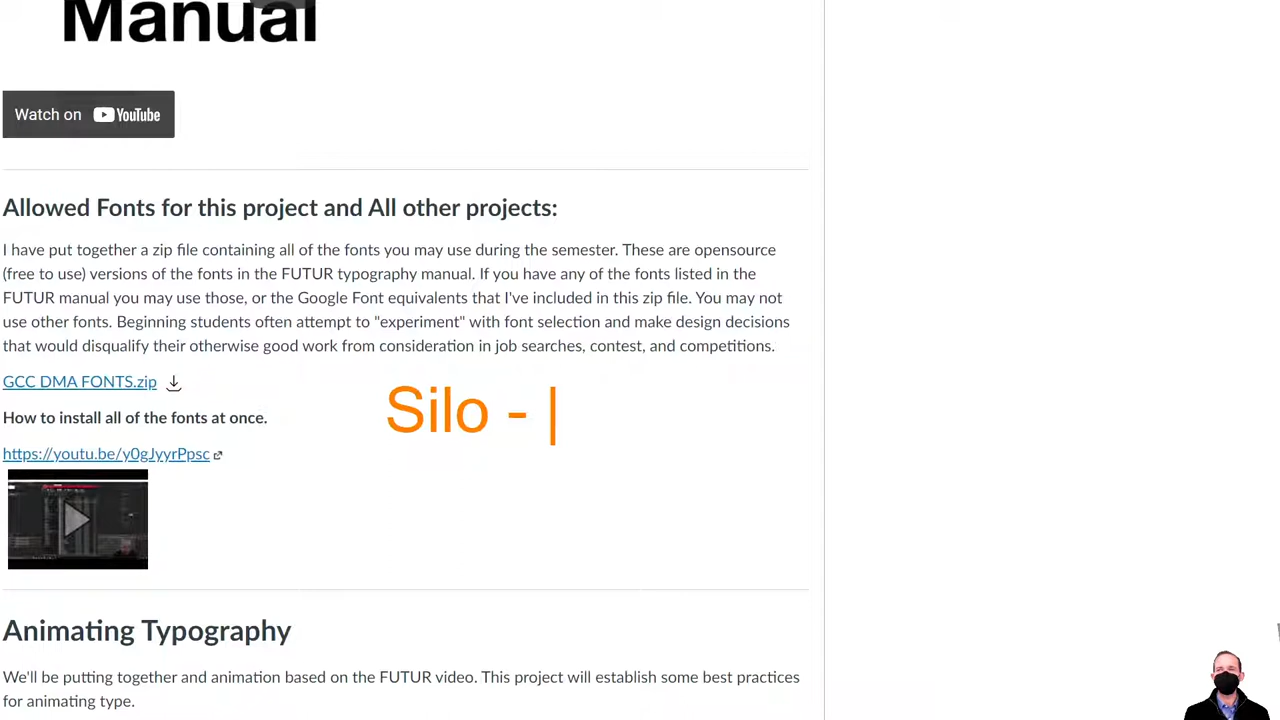 Manual
Watch on YouTube
Allowed Fonts for this project and All other projects:
I have put together a zip file containing all of the fonts you may use during the semester. These are opensource
(free to use) versions of the fonts in the FUTUR typography manual. If you have any of the fonts listed in the
FUTUR manual you may use those, or the Google Font equivalents that I've included in this zip file. You may not
use other fonts. Beginning students often attempt to "experiment" with font selection and make design decisions
that would disqualify their otherwise good work from consideration in job searches, contest, and competitions.
GCC DMA FONTS.zip
Silo - |
How to install all of the fonts at once.
https://youtu.be/y0gJyyrPpsc
Animating Typography
We'll be putting together and animation based on the FUTUR video. This project will establish some best practices
for animating type.